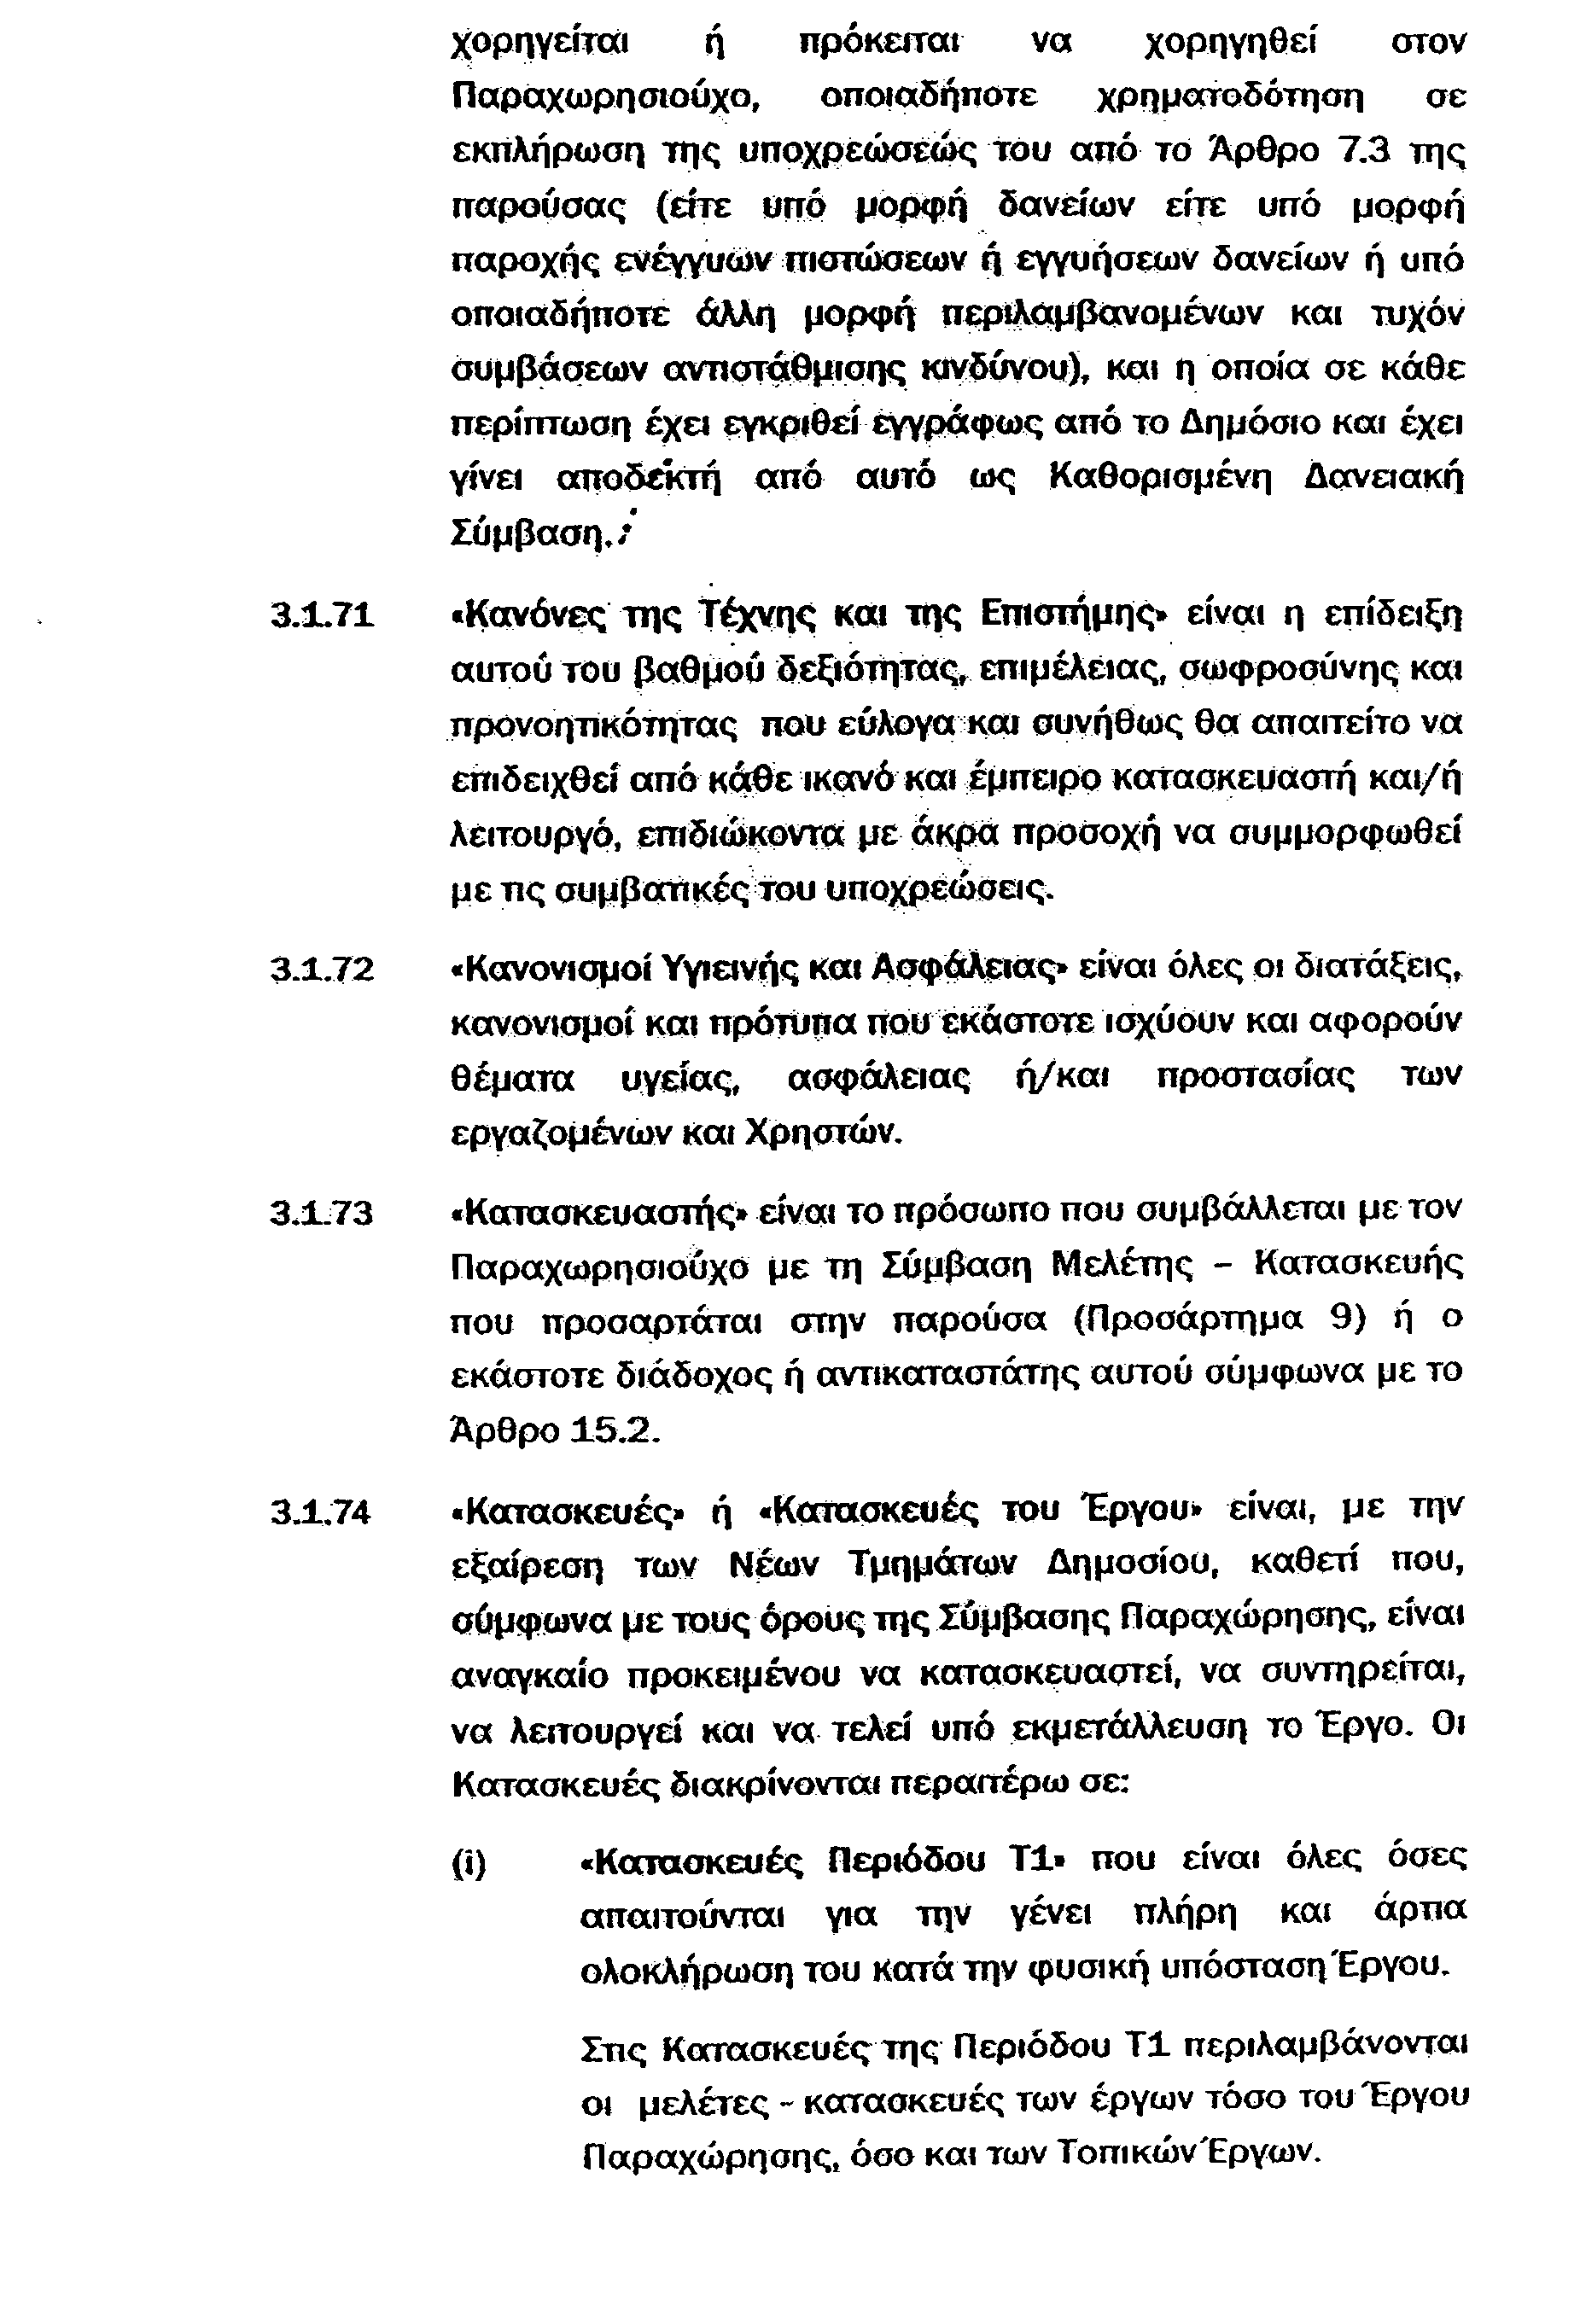 χορηγείται ή πρόκειται να χορηγηθεί στον
Παραχωρησιούχο, οποιαδήποτε χρηματοδότηση σε
εκπλήρωση της υποχρεώσεώς του από το Άρθρο 7.3 της
παρούσας (είτε υπό μορφή δανείων είτε υπό μορφή
παροχής ενέγγυων πιστώσεων ή εγγυήσεων δανείων ή υπό
οποιαδήποτε άλλη μορφή περιλαμβανομένων και τυχόν
συμβάσεων αντιστάθμισης κινδύνου), και η οποία σε κάθε
περίπτωση έχει εγκριθεί εγγράφως από το Δημόσιο και έχει
γίνει αποδεκτή από αυτό ως Καθορισμένη Δανειακή
Σύμβαση.
3.1.71 «Κανόνες της Τέχνης και της Επιστήμης» είναι η επίδειξη
αυτού του βαθμού δεξιότητας, επιμέλειας, σωφροσύνης και
προνοητικότητας που εύλογα και συνήθως θα απαιτείτο να
επιδειχθεί από κάθε ικανό και έμπειρο κατασκευαστή και/ή
λειτουργό, επιδιώκοντα με άκρα προσοχή να συμμορφωθεί
με τις συμβατικές του υποχρεώσεις.
3.1.72 «Κανονισμοί Υγιεινής και Ασφάλειας» είναι όλες οι διατάξεις,
κανονισμοί και πρότυπα που εκάστοτε ισχύουν και αφορούν
θέματα υγείας, ασφάλειας ή/και προστασίας των
εργαζομένων και Χρηστών.
3.1.73 «Κατασκευαστής» είναι το πρόσωπο που συμβάλλεται με τον
Παραχωρησιούχο με τη Σύμβαση Μελέτης – Κατασκευής
που προσαρτάται στην παρούσα (Προσάρτημα 9) ή ο
εκάστοτε διάδοχος ή αντικαταστάτης αυτού σύμφωνα με το
Άρθρο 15.2.
3.1.74 «Κατασκευές» ή «Κατασκευές του Έργου» είναι, με την
εξαίρεση των Νέων Τμημάτων Δημοσίου, καθετί που,
σύμφωνα με τους όρους της Σύμβασης Παραχώρησης, είναι
αναγκαίο προκειμένου να κατασκευαστεί, να συντηρείται,
να λειτουργεί και να τελεί υπό εκμετάλλευση το Έργο. Οι
Κατασκευές διακρίνονται περαιτέρω σε:
(i) «Κατασκευές Περιόδου Τ1» που είναι όλες όσες
απαιτούνται για την γένει πλήρη και άρτια
ολοκλήρωση του κατά την φυσική υπόσταση Έργου.
Στις Κατασκευές της Περιόδου Τ1 περιλαμβάνονται
οι μελέτες - κατασκευές των έργων τόσο του Έργου
Παραχώρησης, όσο και των Τοπικών Έργων.